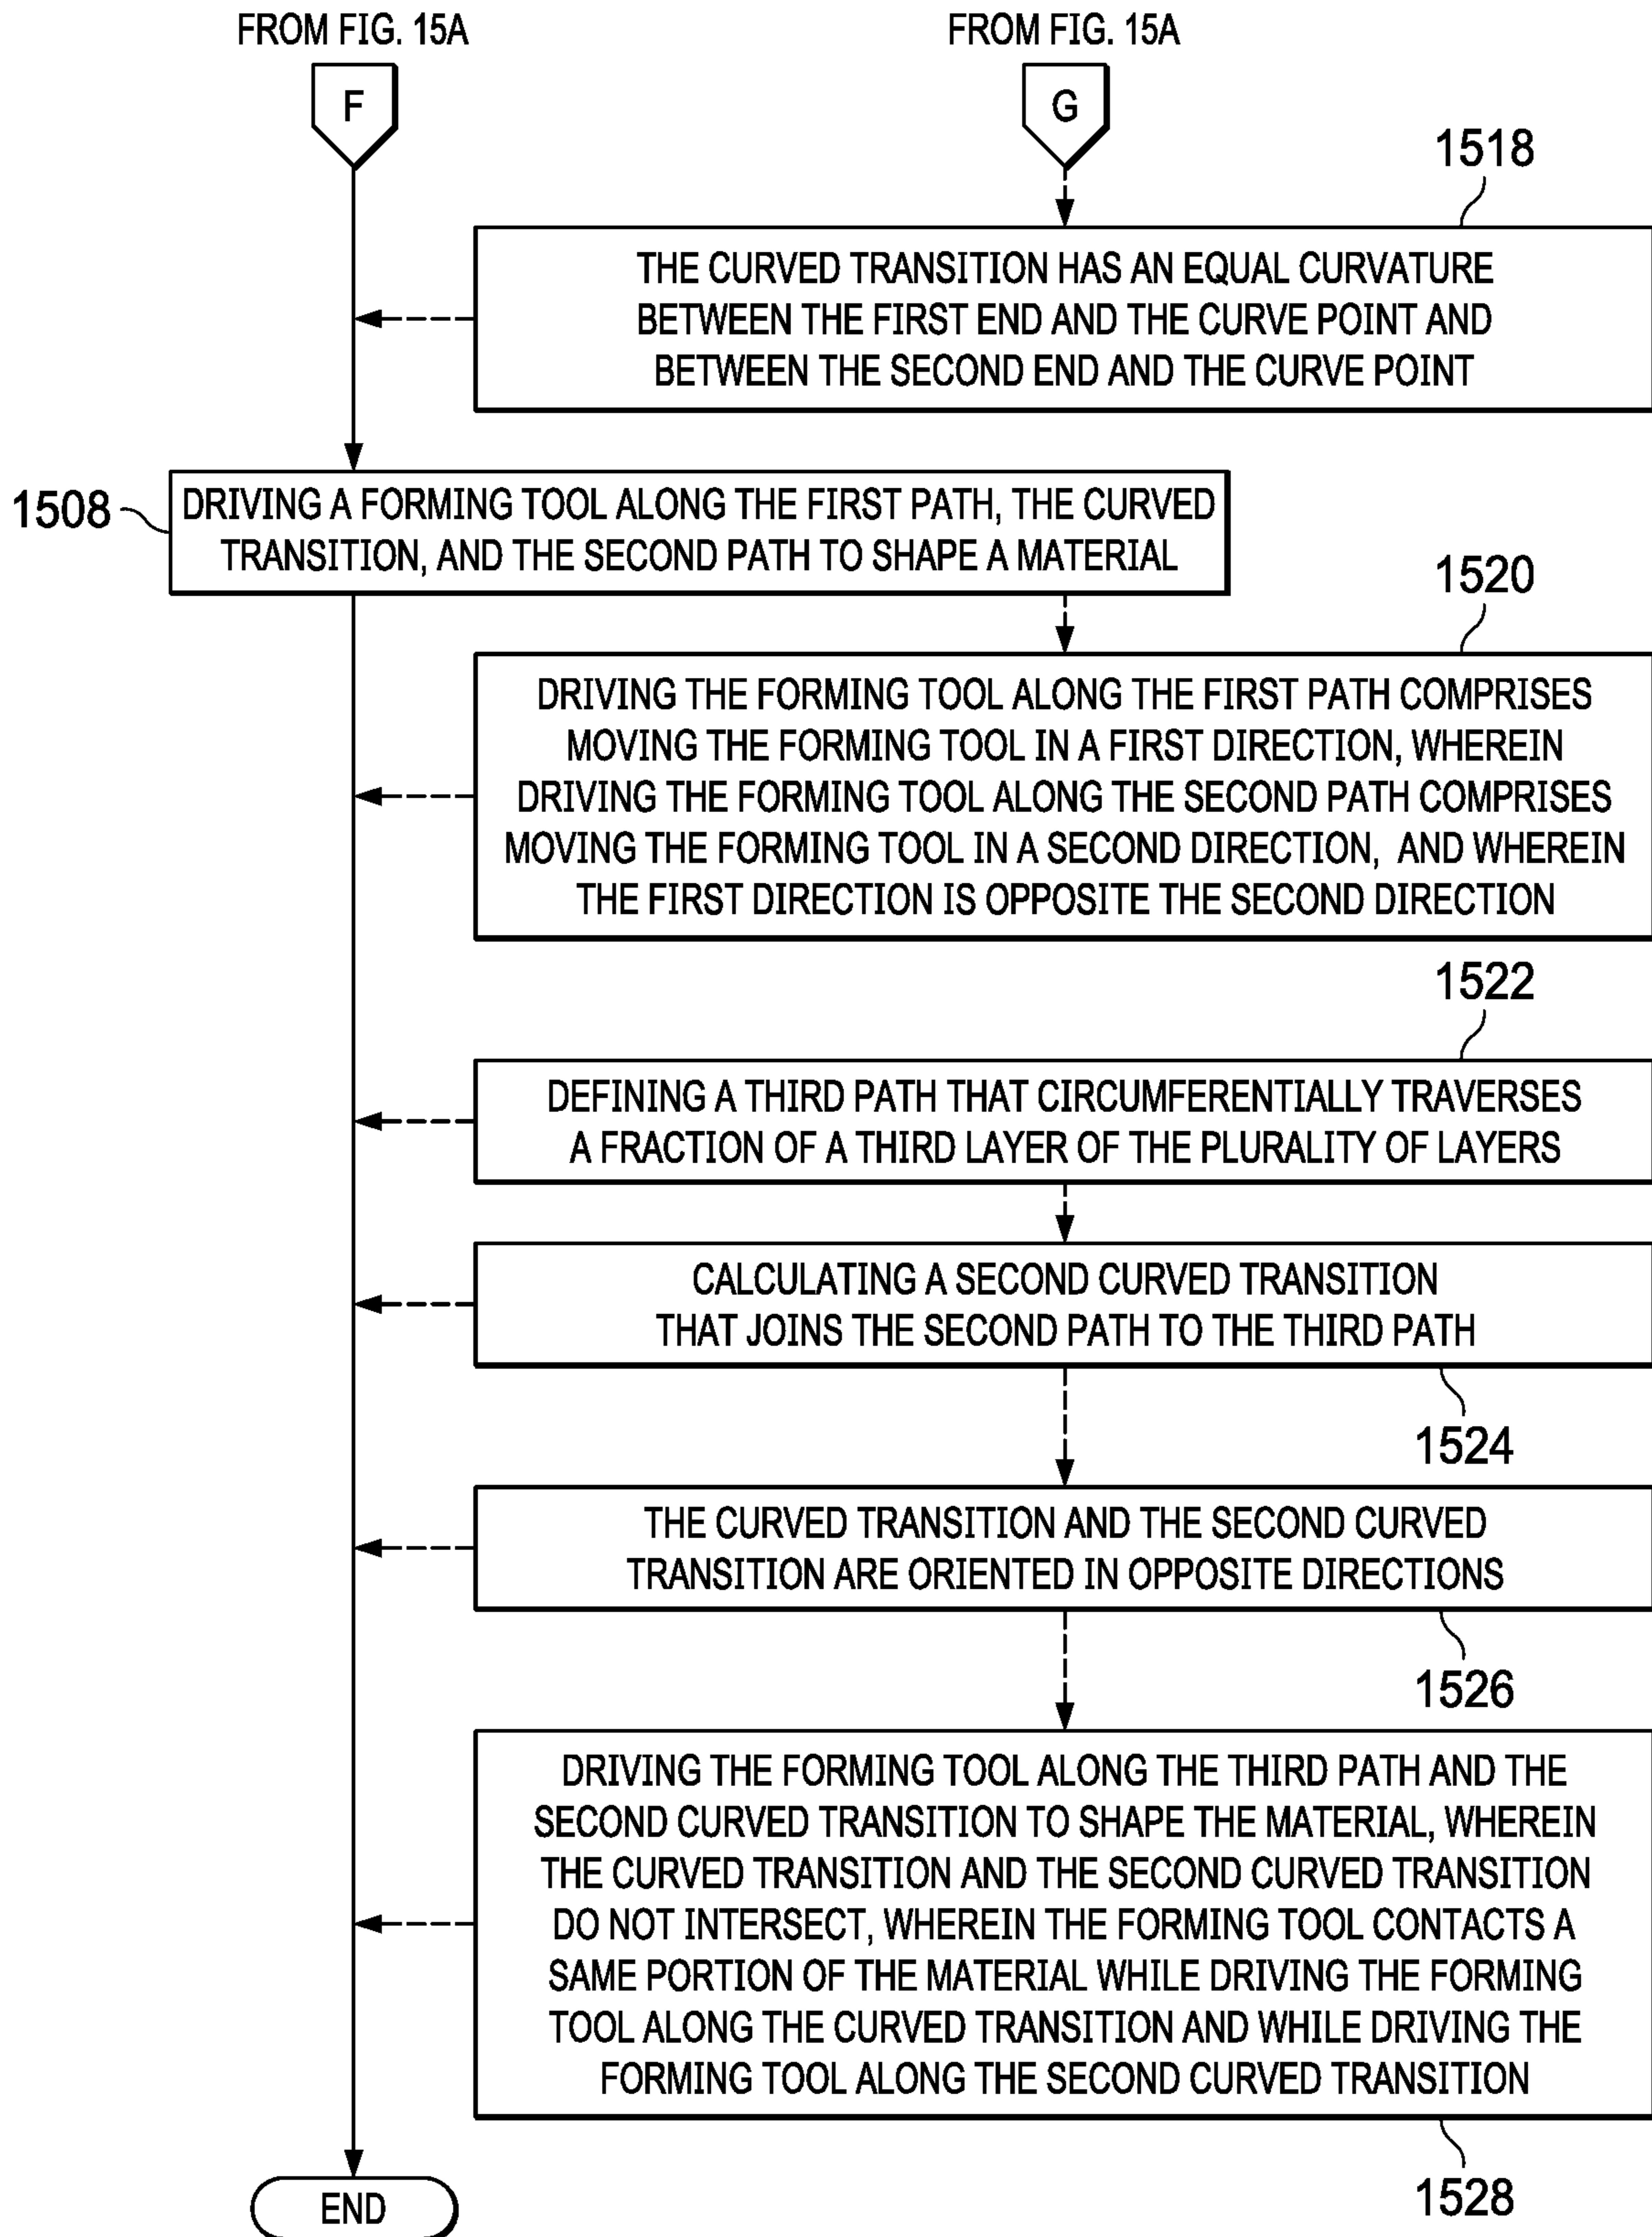 FROM FIG. 15A
FROM FIG. 15A
F
G
1518
THE CURVED TRANSITION HAS AN EQUAL CURVATURE
BETWEEN THE FIRST END AND THE CURVE POINT AND
BETWEEN THE SECOND END AND THE CURVE POINT
1508
DRIVING A FORMING TOOL ALONG THE FIRST PATH, THE CURVED
TRANSITION, AND THE SECOND PATH TO SHAPE A MATERIAL
1520
DRIVING THE FORMING TOOL ALONG THE FIRST PATH COMPRISES
MOVING THE FORMING TOOL IN A FIRST DIRECTION, WHEREIN
DRIVING THE FORMING TOOL ALONG THE SECOND PATH COMPRISES
MOVING THE FORMING TOOL IN A SECOND DIRECTION, AND WHEREIN
THE FIRST DIRECTION IS OPPOSITE THE SECOND DIRECTION
1522
DEFINING A THIRD PATH THAT CIRCUMFERENTIALLY TRAVERSES
A FRACTION OF A THIRD LAYER OF THE PLURALITY OF LAYERS
CALCULATING A SECOND CURVED TRANSITION
THAT JOINS THE SECOND PATH TO THE THIRD PATH
1524
THE CURVED TRANSITION AND THE SECOND CURVED
TRANSITION ARE ORIENTED IN OPPOSITE DIRECTIONS
1526
DRIVING THE FORMING TOOL ALONG THE THIRD PATH AND THE
SECOND CURVED TRANSITION TO SHAPE THE MATERIAL, WHEREIN
THE CURVED TRANSITION AND THE SECOND CURVED TRANSITION
DO NOT INTERSECT, WHEREIN THE FORMING TOOL CONTACTS A
SAME PORTION OF THE MATERIAL WHILE DRIVING THE FORMING
TOOL ALONG THE CURVED TRANSITION AND WHILE DRIVING THE
FORMING TOOL ALONG THE SECOND CURVED TRANSITION
1528
END